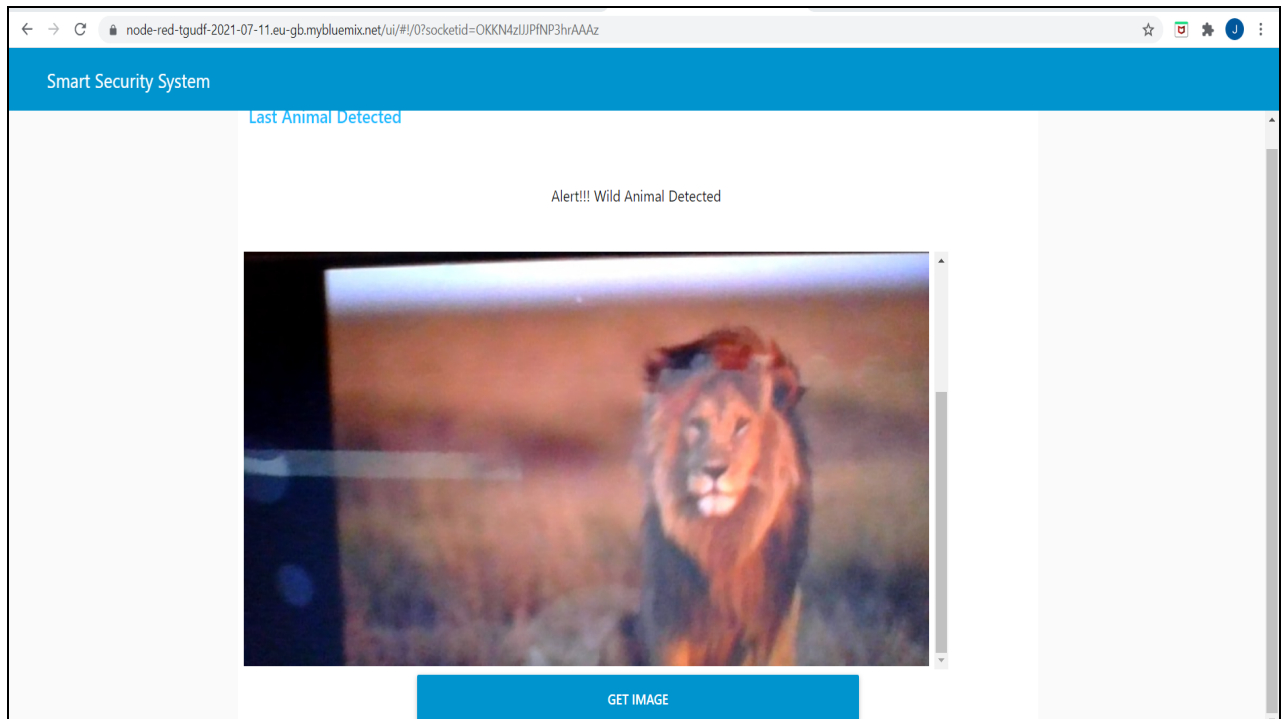 node-red-tgudf-2021-07-11.eu-gb.mybluemix.net/ui/#!/0?socketid=OKKN4zIJJPfNP3hrAAAz
J
Smart Security System
Last Animal Detected
Alert!!! Wild Animal Detected
GET IMAGE